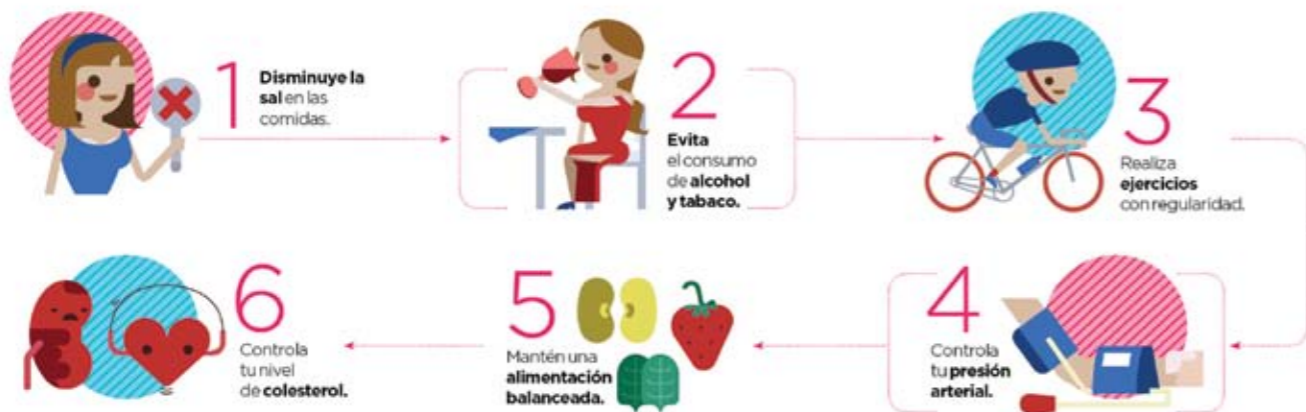 1
Disminuye la
sal en las
comidas.
2
Evita
el consumo
de alcohol
y tabaco.
3
Realiza
ejercicios
con regularidad.
4
Controla
tu presión
arterial.
5
Mantén una
alimentación
balanceada.
6
Controla
tu nivel
de colesterol.